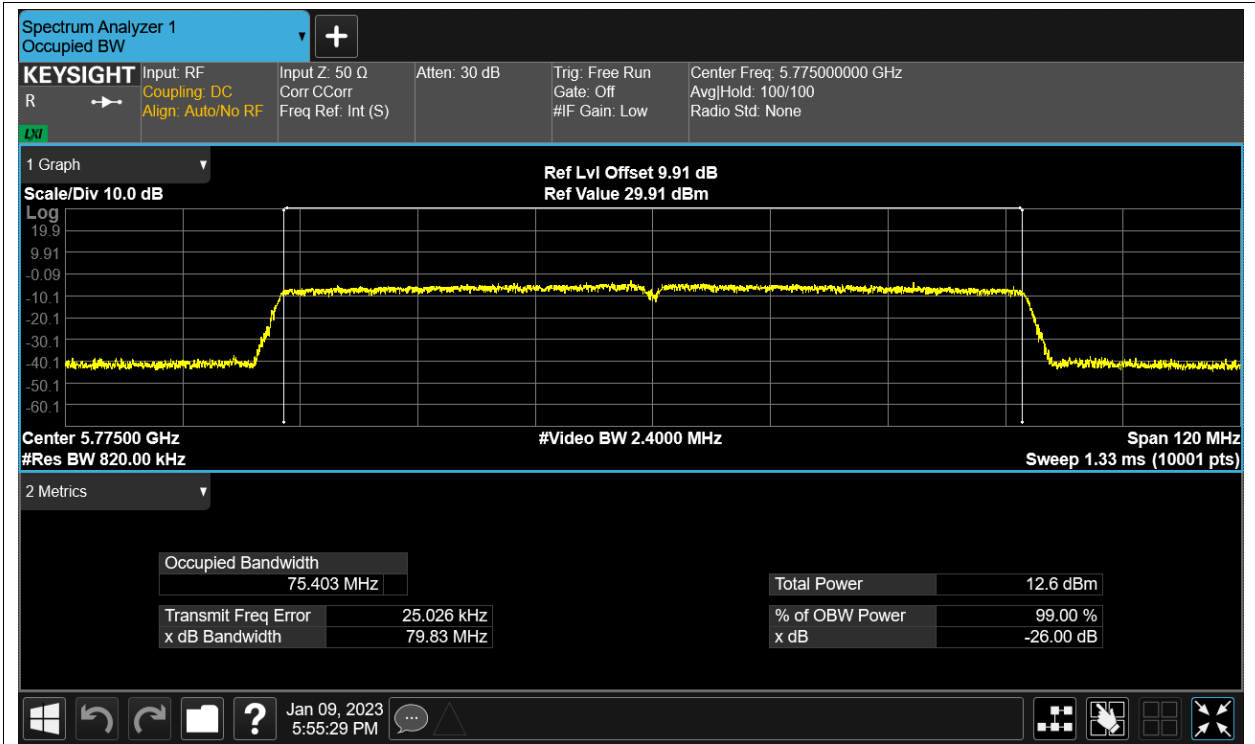 Spectrum Analyzer 1
Occupied BW
KEYSIGHT
R
LXI
Input: RF
Coupling: DC
Align: Auto/No RF
Input Z: 50 Ω
Corr CCorr
Freq Ref: Int (S)
Atten: 30 dB
Trig: Free Run
Gate: Off
#IF Gain: Low
Center Freq: 5.775000000 GHz
Avg|Hold: 100/100
Radio Std: None
1 Graph
Scale/Div 10.0 dB
Ref Lvl Offset 9.91 dB
Ref Value 29.91 dBm
Log
19.9
9.91
-0.09
-10.1
-20.1
-30.1
-40.1
-50.1
-60.1
Center 5.77500 GHz
#Video BW 2.4000 MHz
Span 120 MHz
#Res BW 820.00 kHz
Sweep 1.33 ms (10001 pts)
2 Metrics
Occupied Bandwidth
75.403 MHz
Transmit Freq Error 25.026 kHz
x dB Bandwidth 79.83 MHz
Total Power 12.6 dBm
% of OBW Power 99.00 %
x dB -26.00 dB
Jan 09, 2023
5:55:29 PM